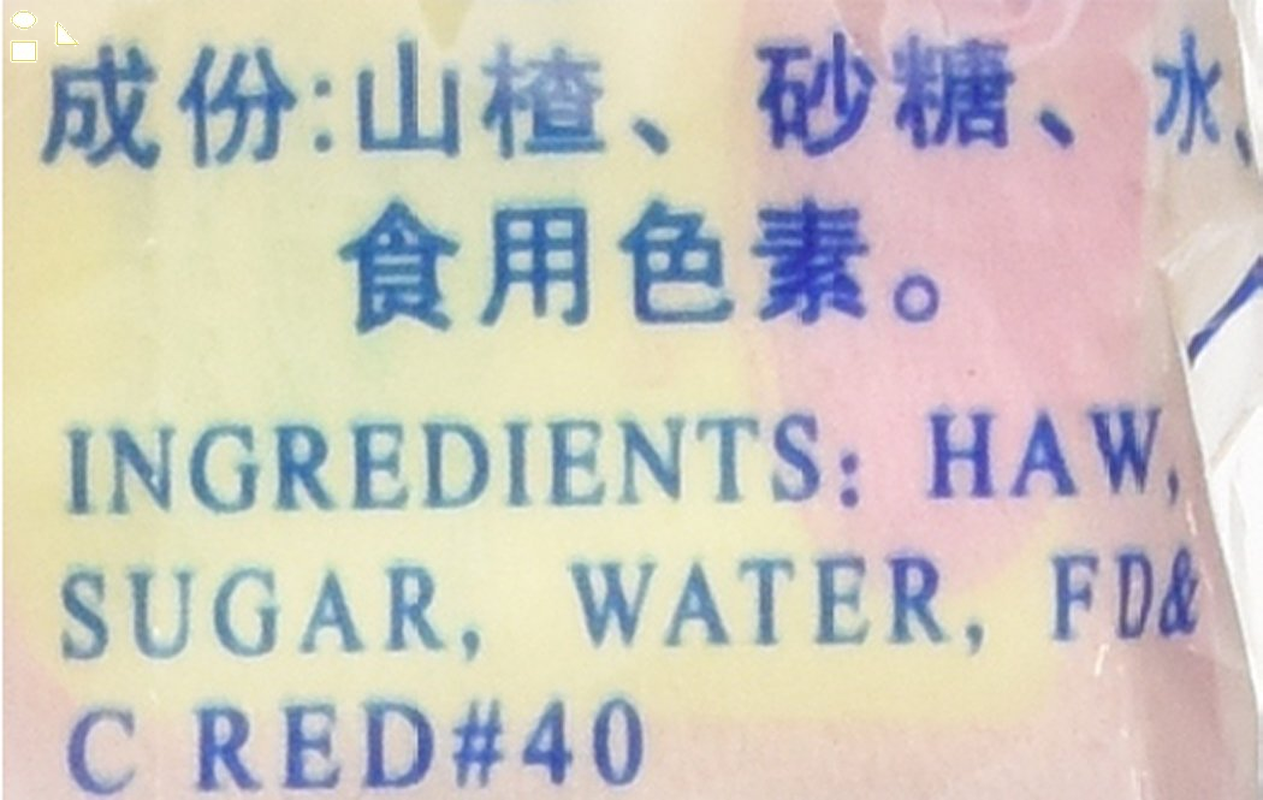 成份:山楂、砂糖、水、
食用色素。
INGREDIENTS: HAW,
SUGAR, WATER, FD&
C RED#40